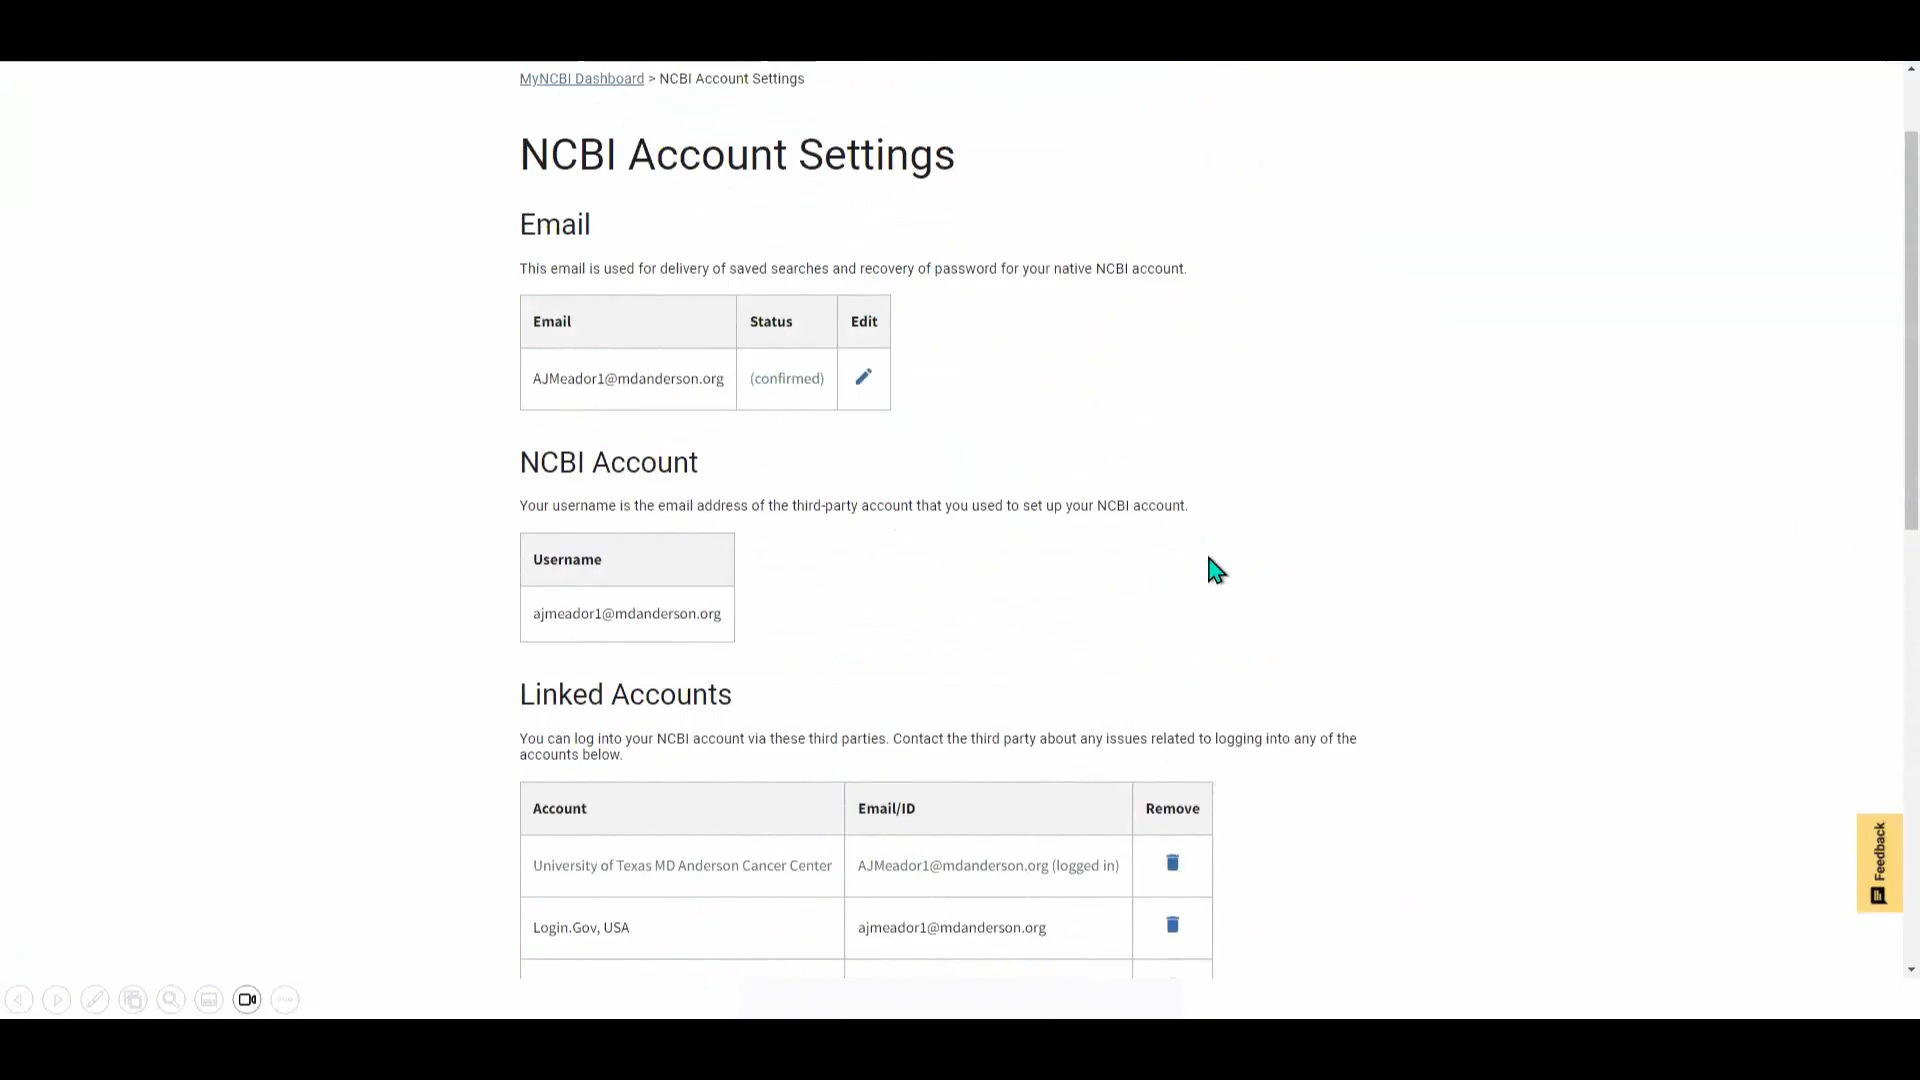 MyNCBI Dashboard > NCBI Account Settings
NCBI Account Settings
Email
This email is used for delivery of saved searches and recovery of password for your native NCBI account.
Email Status Edit
AJMeador1@mdanderson.org (confirmed)
NCBI Account
Your username is the email address of the third-party account that you used to set up your NCBI account.
Username
ajmeador1@mdanderson.org
Linked Accounts
You can log into your NCBI account via these third parties. Contact the third party about any issues related to logging into any of the
accounts below.
Account Email/ID Remove
University of Texas MD Anderson Cancer Center AJMeador1@mdanderson.org (logged in)
Login.Gov, USA ajmeador1@mdanderson.org
Feedback